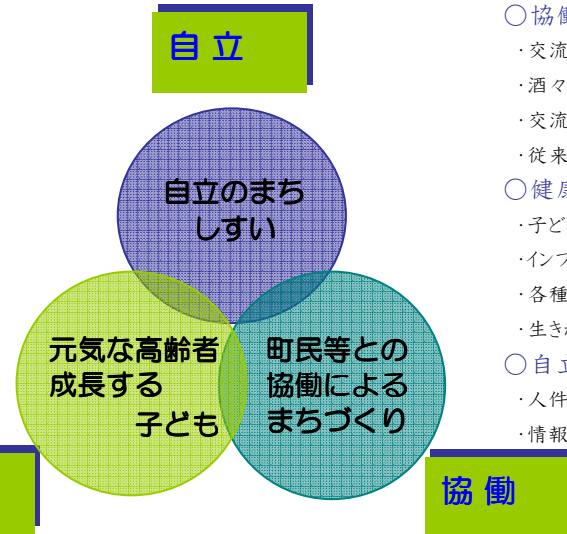 自立
自立のまち
しすい
元気な高齢者
成長する
子ども
町民等との
協働による
まちづくり
協働
○協
・交流
・酒々
・交流
・従来
○健
・子ど
・イン
・各種
・生き
○自
・人件
・情報